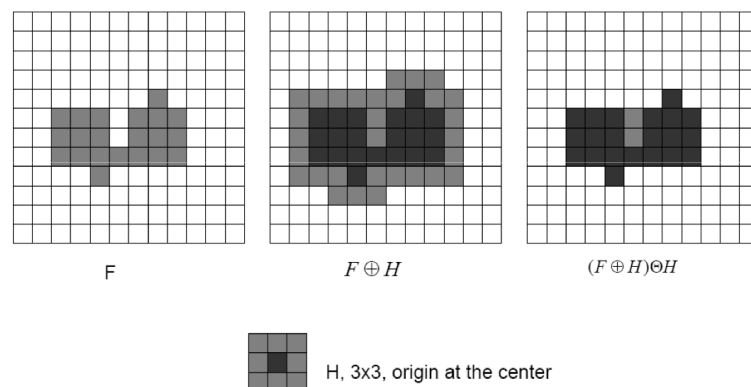 F
F ⊕ H
(F ⊕ H)ΘH
H, 3x3, origin at the center